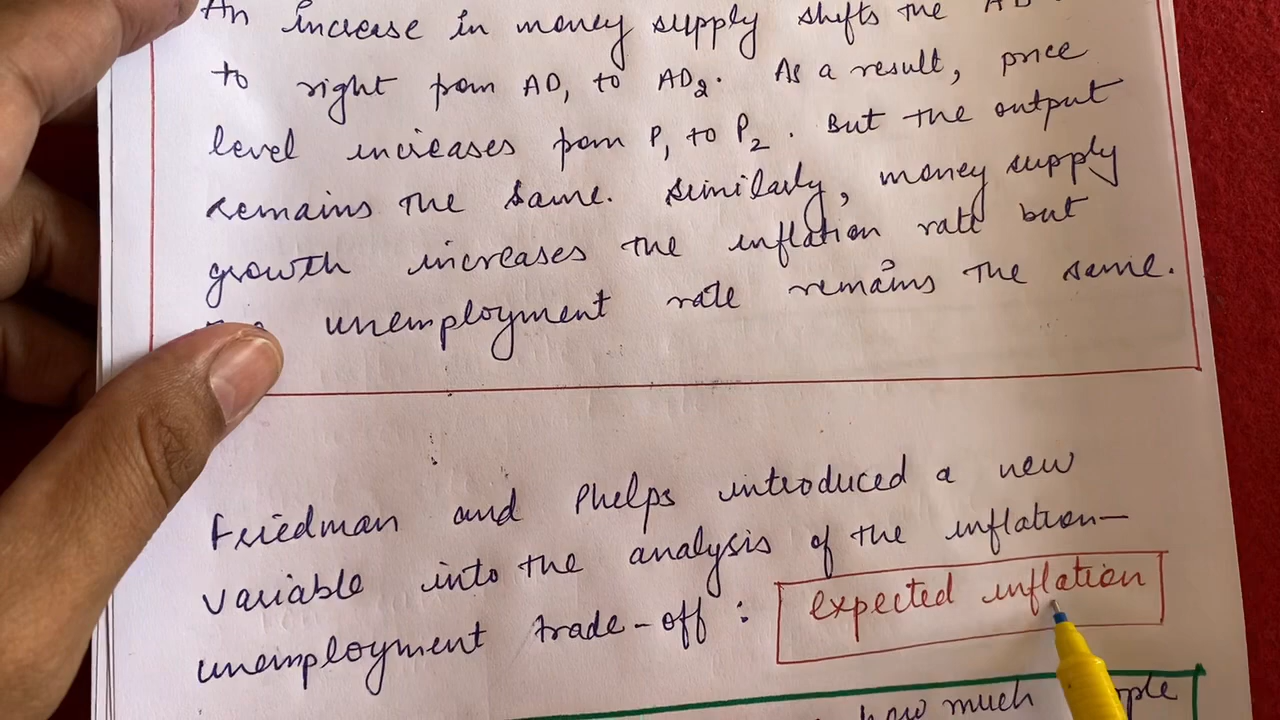 An increase in money supply shifts the AD
to right from AD1 to AD2. As a result, price
level increases from P1 to P2. But the output
remains the same. Similarly, money supply
growth increases the inflation rate but
unemployment rate remains the same.
Friedman and Phelps introduced a new
variable into the analysis of the inflation-
unemployment trade-off : expected inflation
how much